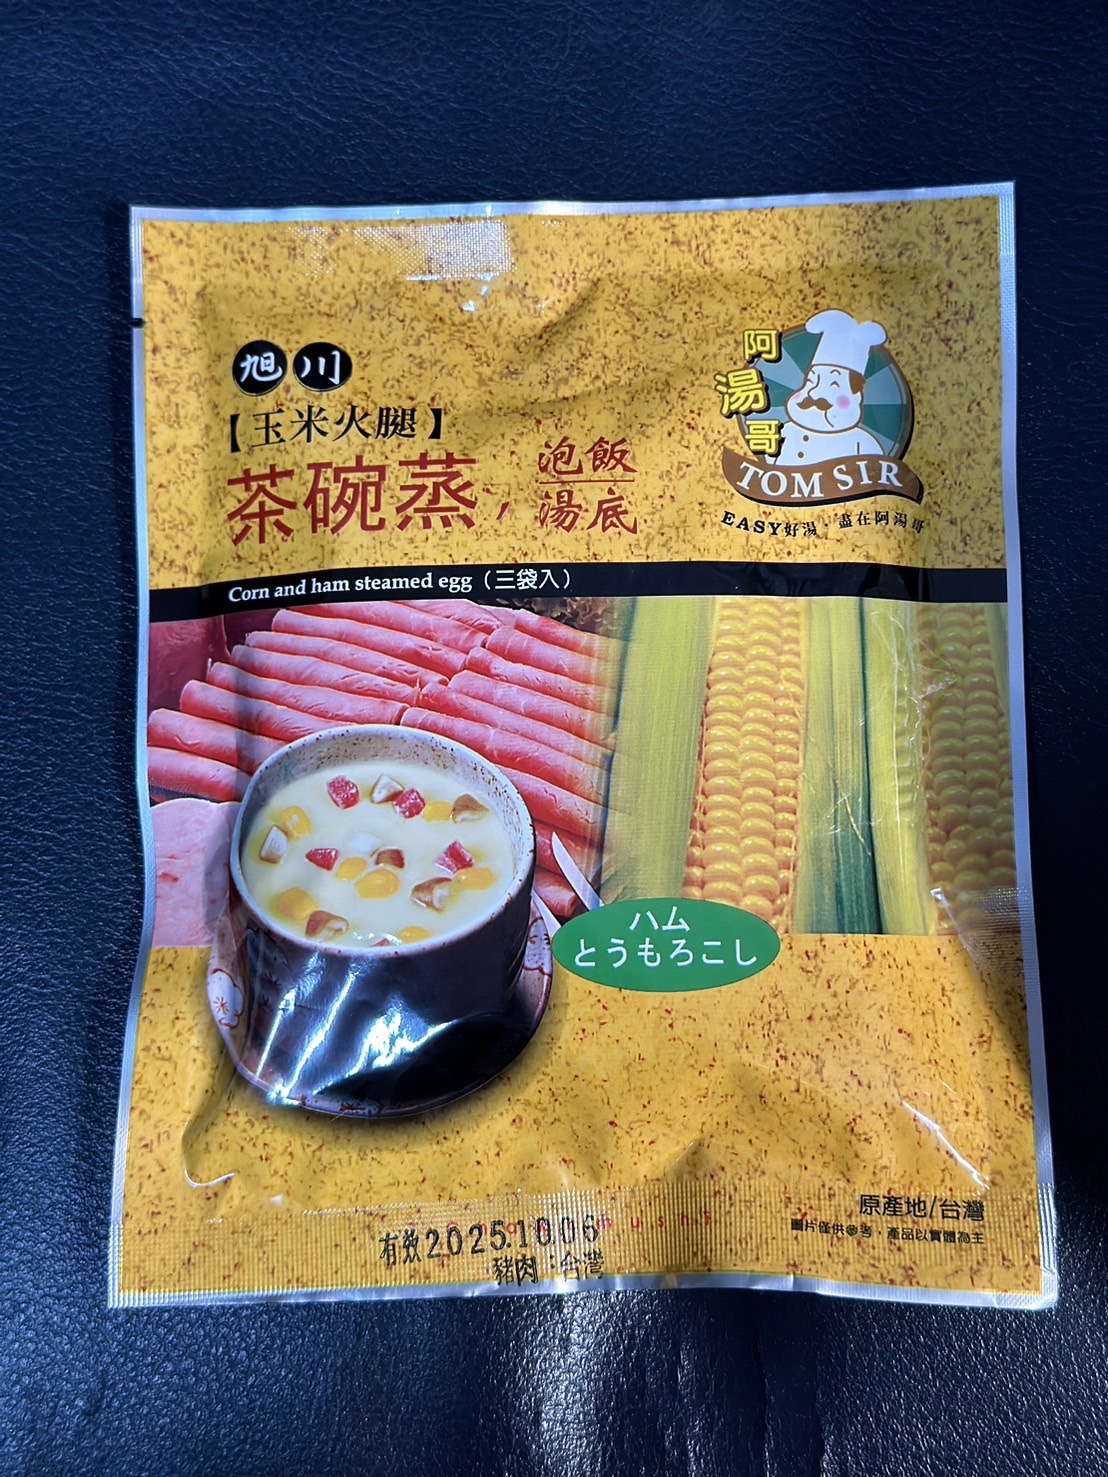 旭川
【玉米火腿】
茶碗蒸,
泡飯
湯底
阿湯哥
TOM SIR
EASY好湯,盡在阿湯哥
Corn and ham steamed egg(三袋入)
ハム
とうもろこし
原產地/台灣
圖片僅供參考,產品以實體為主
有效2025.10.06
豬肉:台灣